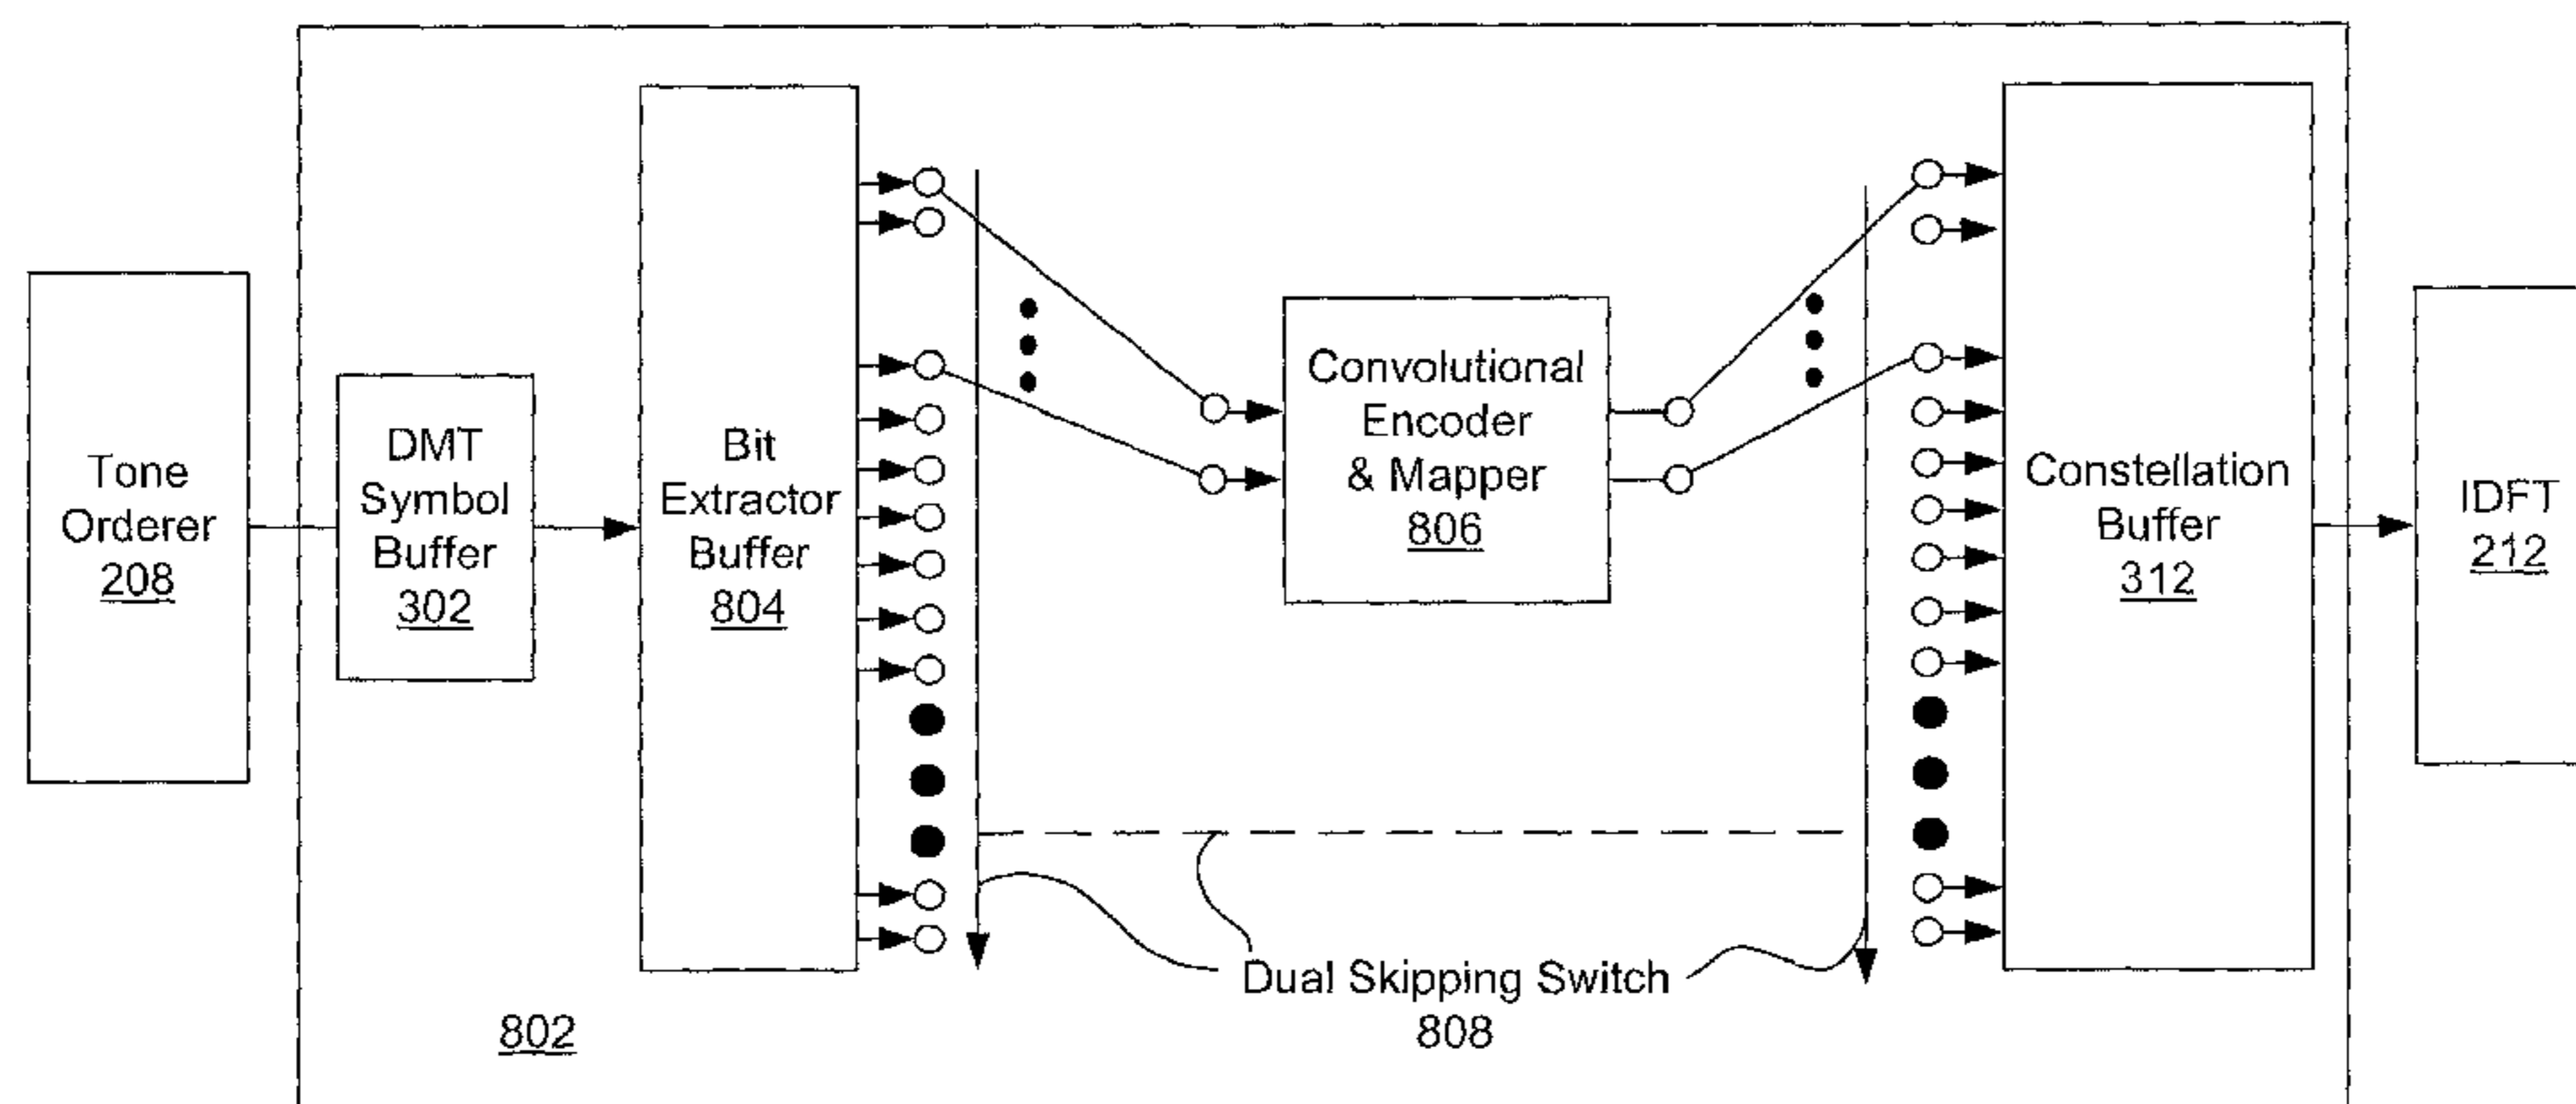 Tone
Orderer
208
DMT
Symbol
Buffer
302
Bit
Extractor
Buffer
804
Convolutional
Encoder
& Mapper
806
Constellation
Buffer
312
IDFT
212
Dual Skipping Switch
808
802